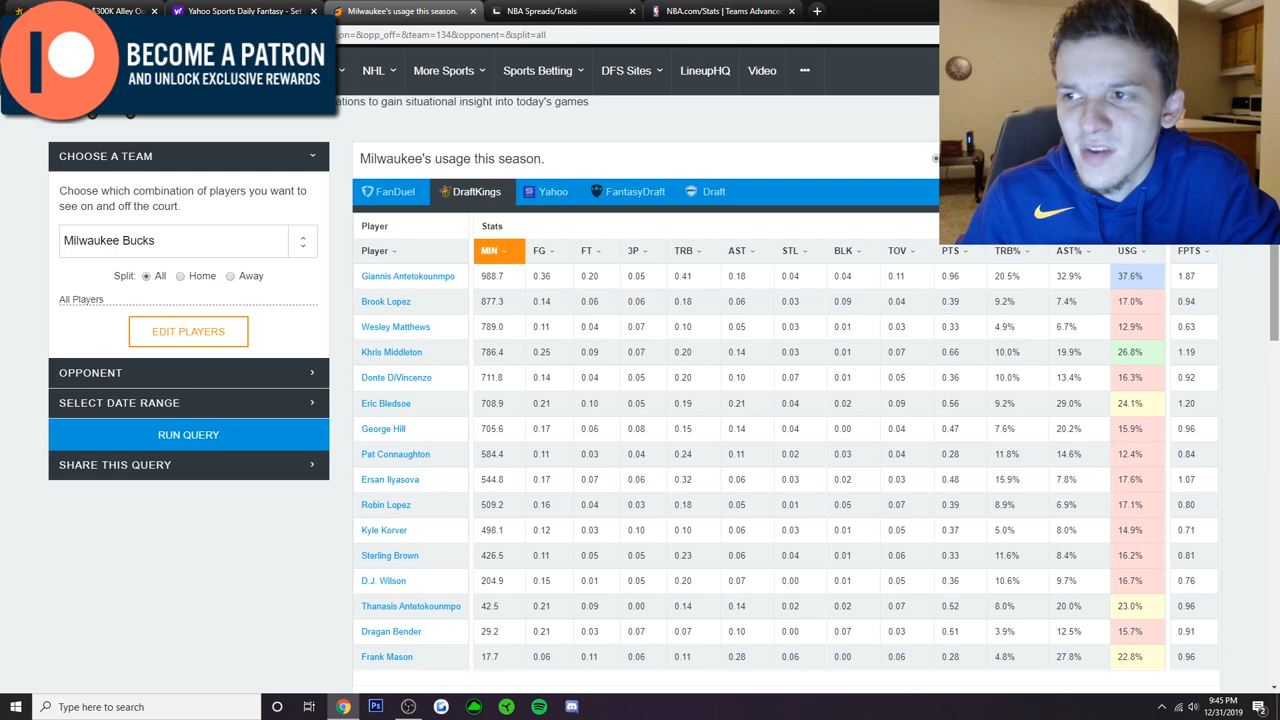 $300K Alley Yoo
Yahoo Sports Daily Fantasy -
Milwaukee's usage this season.
NBA Spreads/Totals
NBA.com/Stats | Teams Advanced
on=&opp_off=&team=134&opponent=&split=all
BECOME A PATRON
AND UNLOCK EXCLUSIVE REWARDS
NHL More Sports Sports Betting DFS Sites LineupHQ Video
ations to gain situational insight into today's games
CHOOSE A TEAM
Choose which combination of players you want to
see on and off the court.
Milwaukee Bucks
Split: All Home Away
All Players
EDIT PLAYERS
OPPONENT
SELECT DATE RANGE
RUN QUERY
SHARE THIS QUERY
Milwaukee's usage this season.
FanDuel DraftKings Yahoo FantasyDraft Draft
Player Stats
Player MIN FG FT 3P TRB AST STL BLK TOV PTS TRB% AST% USG FPTS
Giannis Antetokounmpo 988.7 0.36 0.20 0.05 0.41 0.18 0.04 0.04 0.11 0.96 20.5% 32.9% 37.6% 1.87
Brook Lopez 877.3 0.14 0.06 0.06 0.18 0.06 0.03 0.09 0.04 0.39 9.2% 7.4% 17.0% 0.94
Wesley Matthews 789.0 0.11 0.04 0.07 0.10 0.05 0.03 0.01 0.03 0.33 4.9% 6.7% 12.9% 0.63
Khris Middleton 786.4 0.25 0.09 0.07 0.20 0.14 0.03 0.01 0.07 0.66 10.0% 19.9% 26.8% 1.19
Donte DiVincenzo 711.8 0.14 0.04 0.05 0.20 0.10 0.07 0.01 0.05 0.36 10.0% 13.4% 16.3% 0.92
Eric Bledsoe 708.9 0.21 0.10 0.05 0.19 0.21 0.04 0.02 0.09 0.56 9.2% 29.0% 24.1% 1.20
George Hill 705.6 0.17 0.06 0.08 0.15 0.14 0.04 0.00 0.04 0.47 7.6% 20.2% 15.9% 0.96
Pat Connaughton 584.4 0.11 0.03 0.04 0.24 0.11 0.02 0.03 0.04 0.28 11.8% 14.6% 12.4% 0.84
Ersan Ilyasova 544.8 0.17 0.07 0.06 0.32 0.06 0.03 0.02 0.03 0.48 15.9% 7.8% 17.6% 1.07
Robin Lopez 509.2 0.16 0.04 0.03 0.18 0.05 0.01 0.05 0.07 0.39 8.9% 6.9% 17.1% 0.80
Kyle Korver 498.1 0.12 0.03 0.10 0.10 0.06 0.03 0.01 0.05 0.37 5.0% 8.0% 14.9% 0.71
Sterling Brown 426.5 0.11 0.05 0.05 0.23 0.06 0.04 0.01 0.06 0.33 11.6% 8.4% 16.2% 0.81
D.J. Wilson 204.9 0.15 0.01 0.05 0.20 0.07 0.00 0.01 0.05 0.36 10.6% 9.7% 16.7% 0.76
Thanasis Antetokounmpo 42.5 0.21 0.09 0.00 0.14 0.14 0.02 0.02 0.07 0.52 8.0% 20.0% 23.0% 0.96
Dragan Bender 29.2 0.21 0.03 0.07 0.07 0.10 0.00 0.07 0.03 0.51 3.9% 12.5% 15.7% 0.91
Frank Mason 17.7 0.06 0.11 0.06 0.11 0.28 0.06 0.00 0.06 0.28 4.8% 27.8% 22.8% 0.96
Type here to search
9:45 PM
12/31/2019